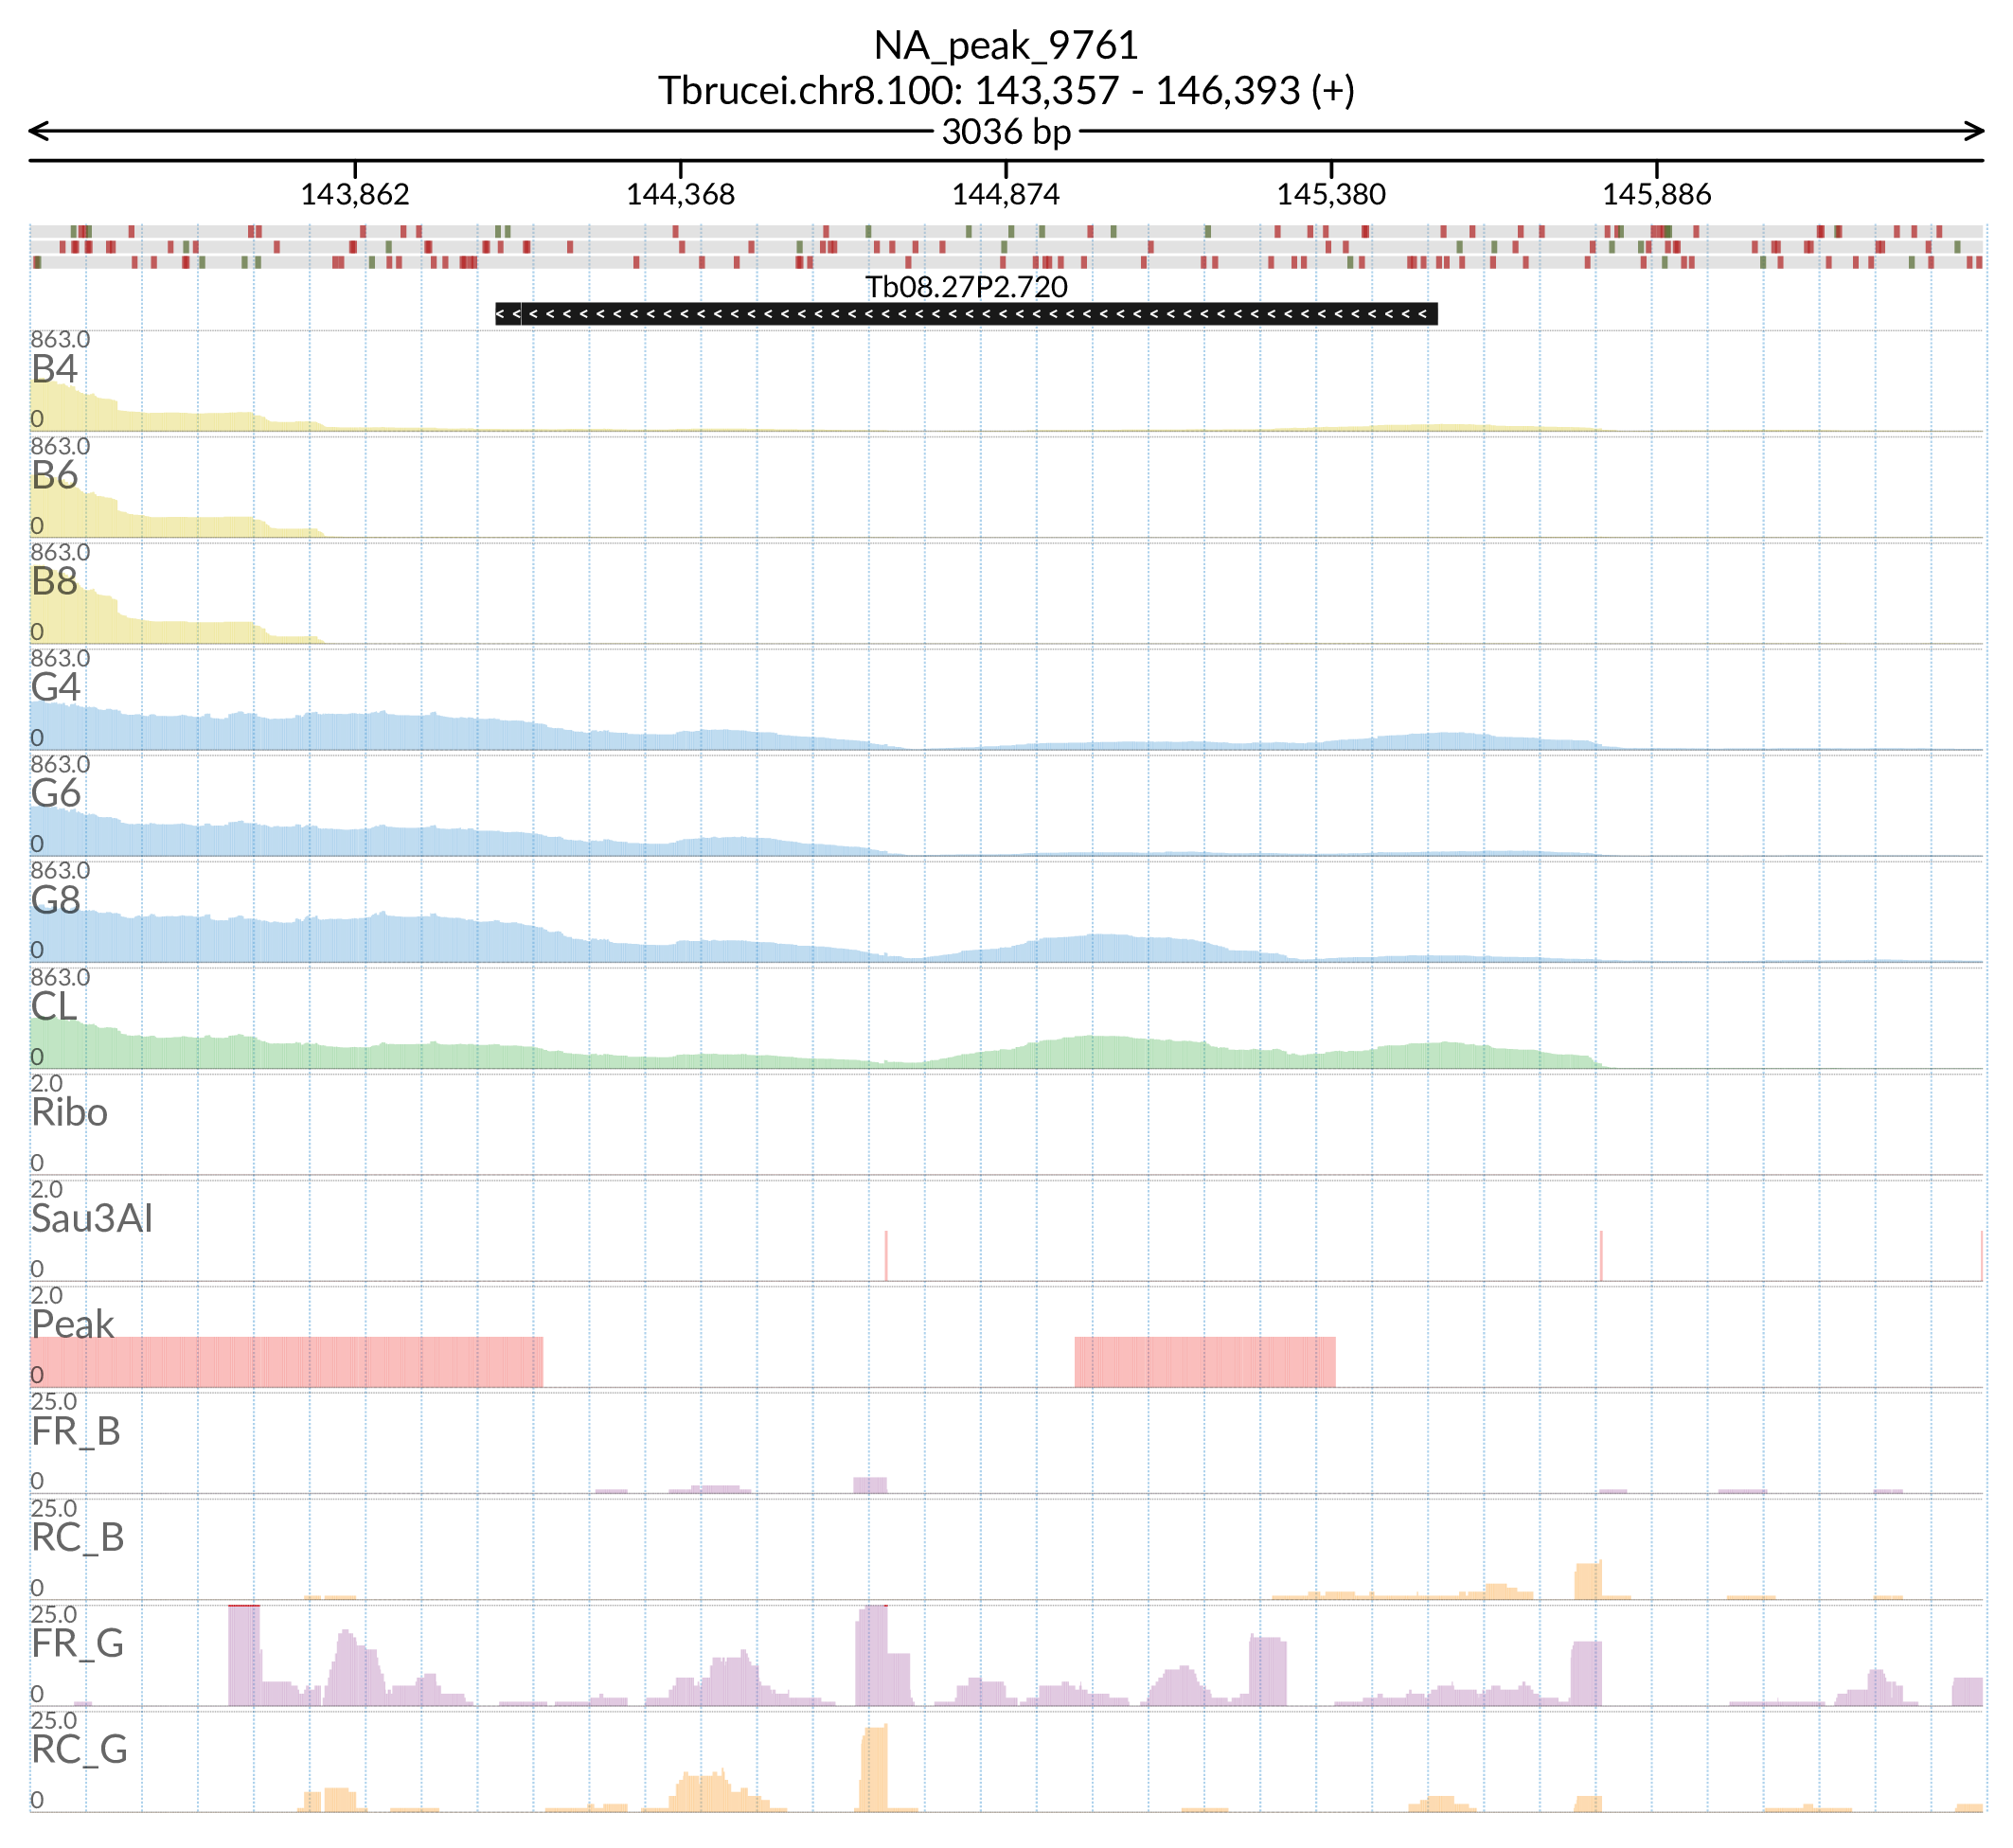 NA_peak_9761
Tbrucei.chr8.100: 143,357 - 146,393 (+)
3036 bp
143,862 144,368 144,874 145,380 145,886
Tb08.27P2.720
863.0
B4
0
863.0
B6
0
863.0
B8
0
863.0
G4
0
863.0
G6
0
863.0
G8
0
863.0
CL
0
2.0
Ribo
0
2.0
Sau3AI
0
2.0
Peak
0
25.0
FR_B
0
25.0
RC_B
0
25.0
FR_G
0
25.0
RC_G
0